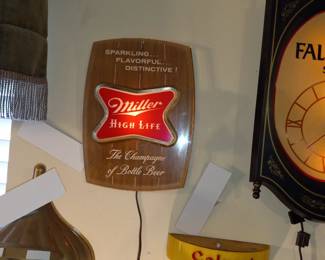 SPARKLING...
FLAVORFUL...
DISTINCTIVE!
Miller
HIGH LIFE
The Champagne
of Bottle Beer
FAL